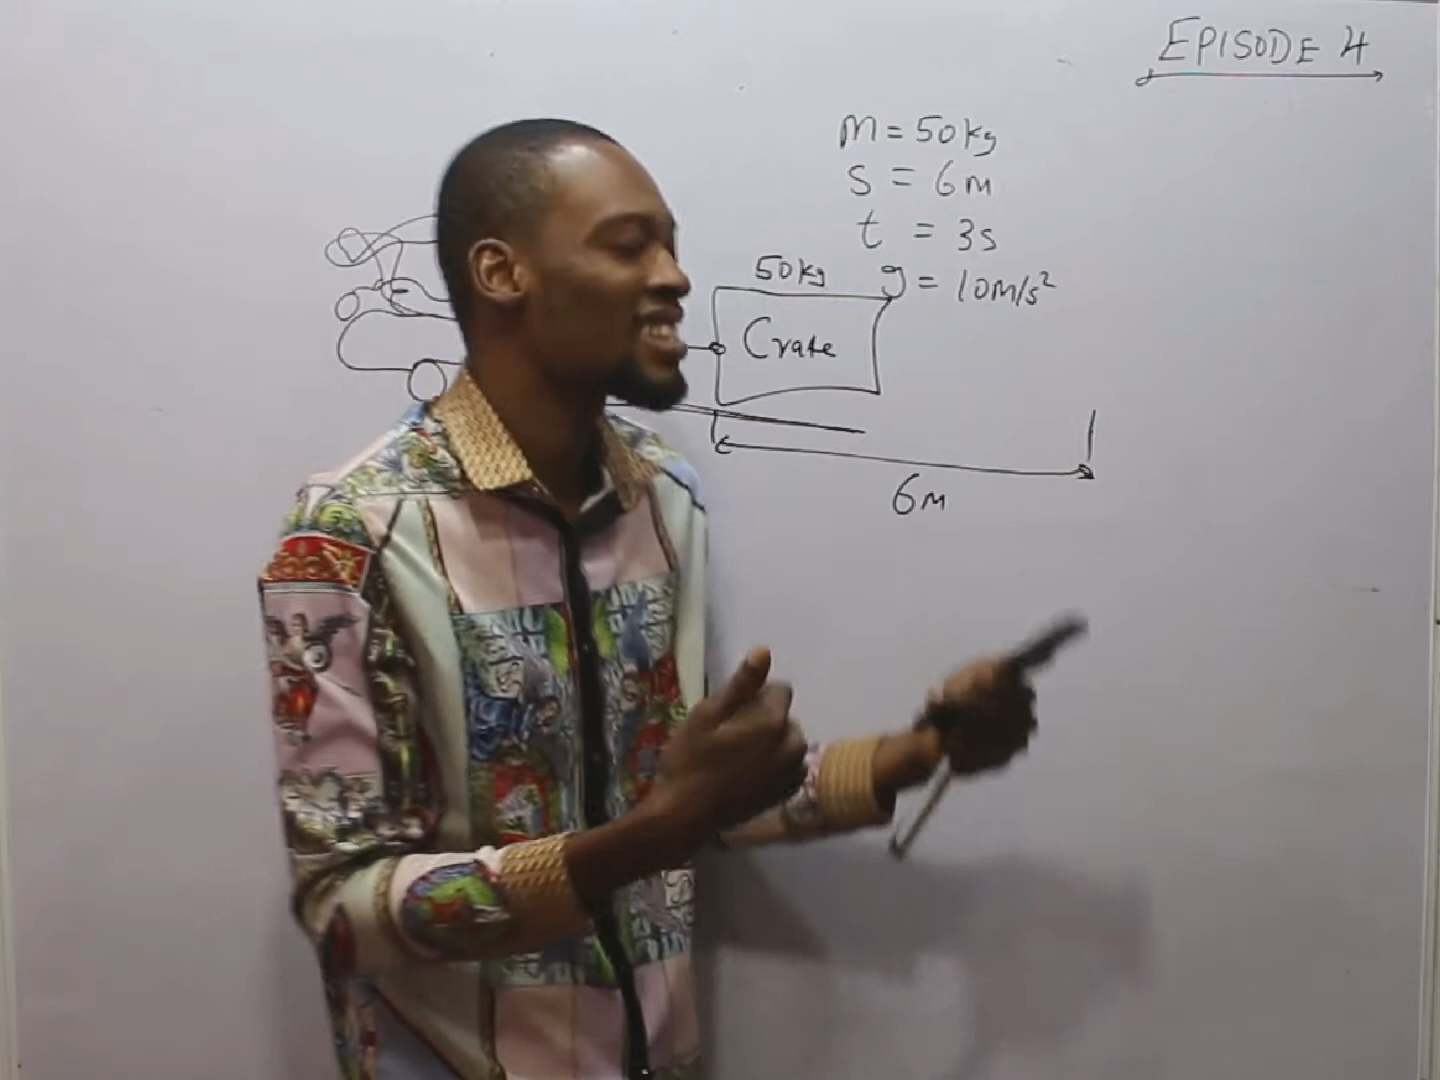 EPISODE 4
M = 50kg
S = 6m
t = 3s
g = 10m/s²
50kg
Crate
6m